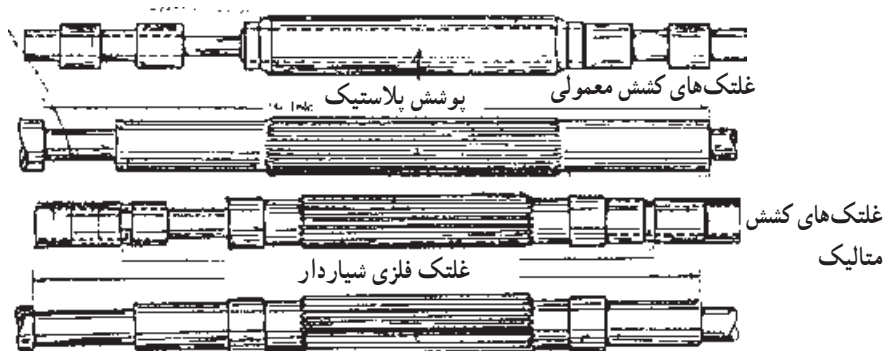 غلتک‌های کشش معمولی
پوشش پلاستیک
غلتک‌های کشش
متالیک
غلتک فلزی شیاردار